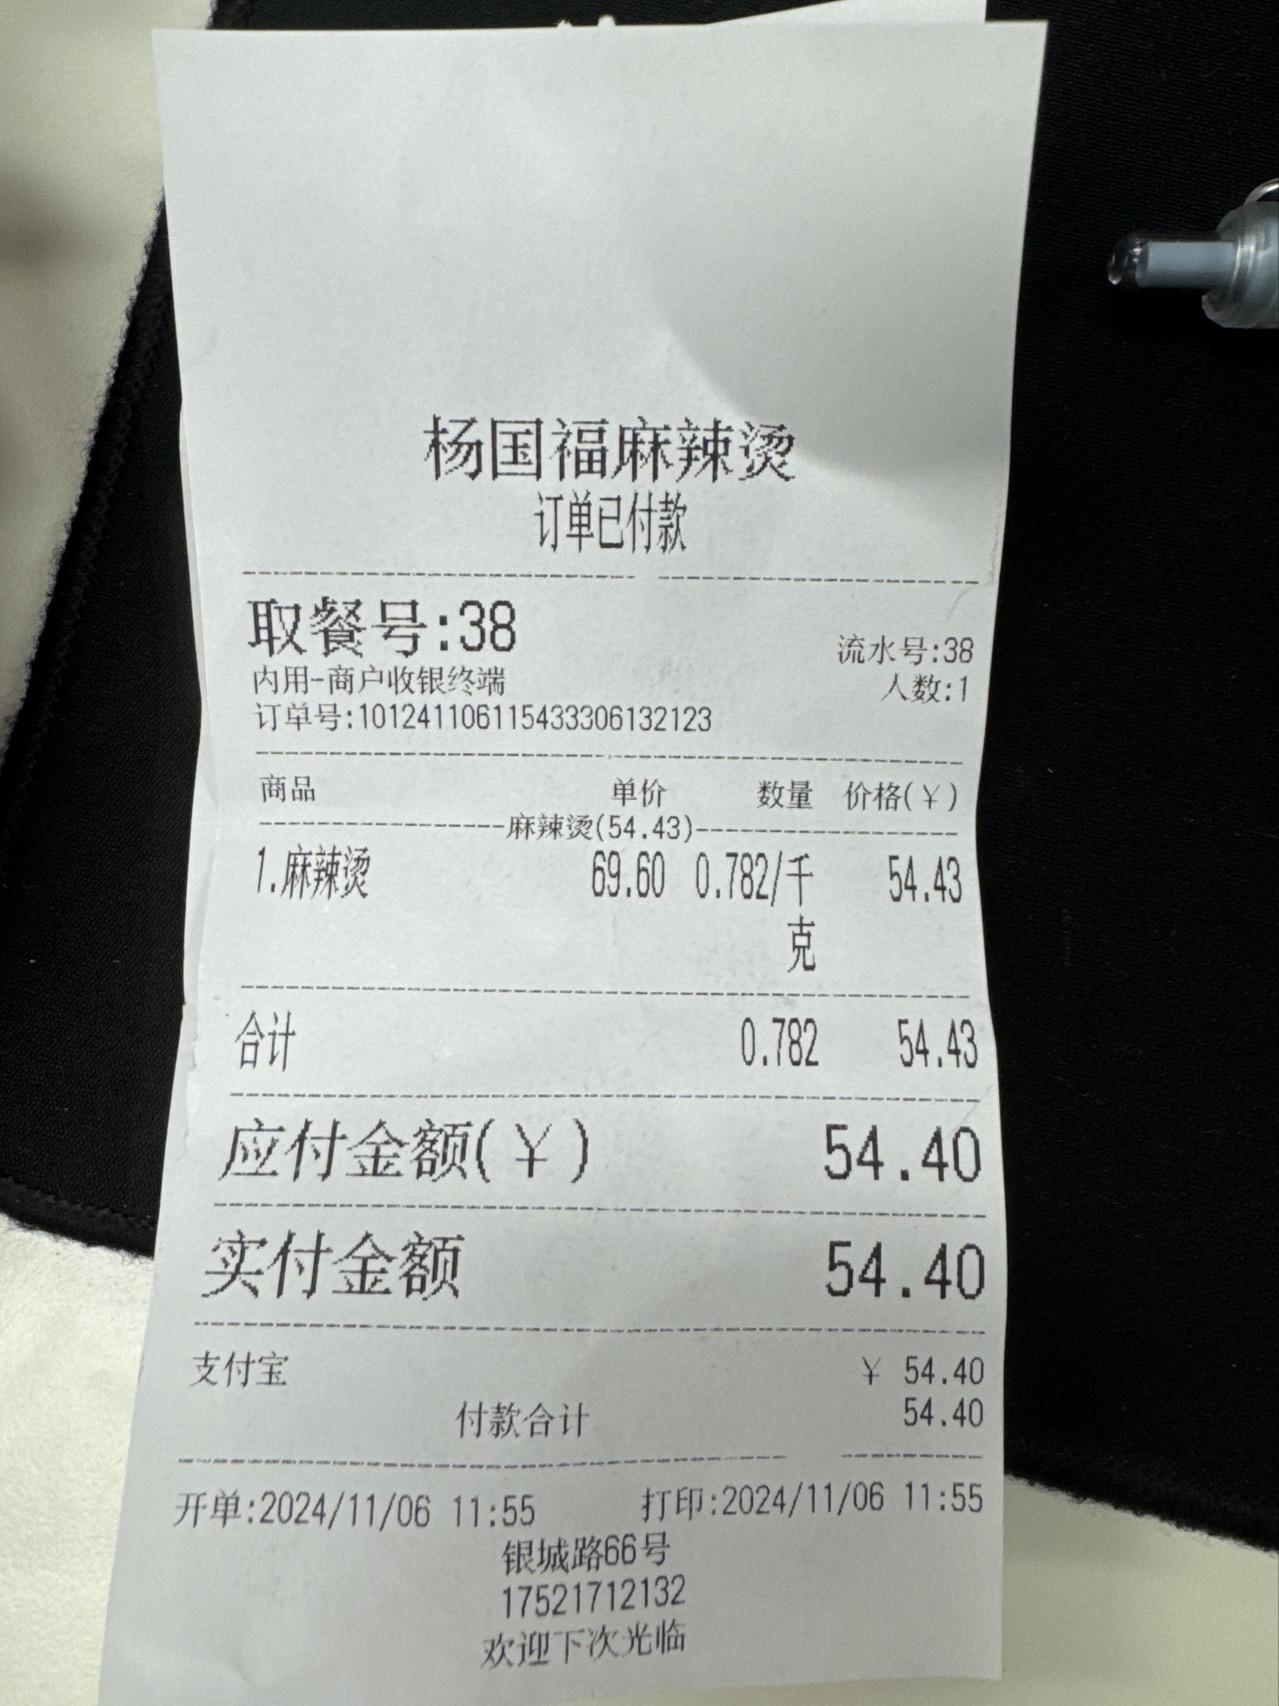 杨国福麻辣烫
订单已付款
取餐号:38
流水号:38
内用-商户收银终端
人数:1
订单号:101241106115433306132123
商品 单价 数量 价格(¥)
麻辣烫(54.43)
1.麻辣烫 69.60 0.782/千克 54.43
合计 0.782 54.43
应付金额(¥) 54.40
实付金额 54.40
支付宝 ¥ 54.40
付款合计 54.40
开单:2024/11/06 11:55 打印:2024/11/06 11:55
银城路66号
17521712132
欢迎下次光临